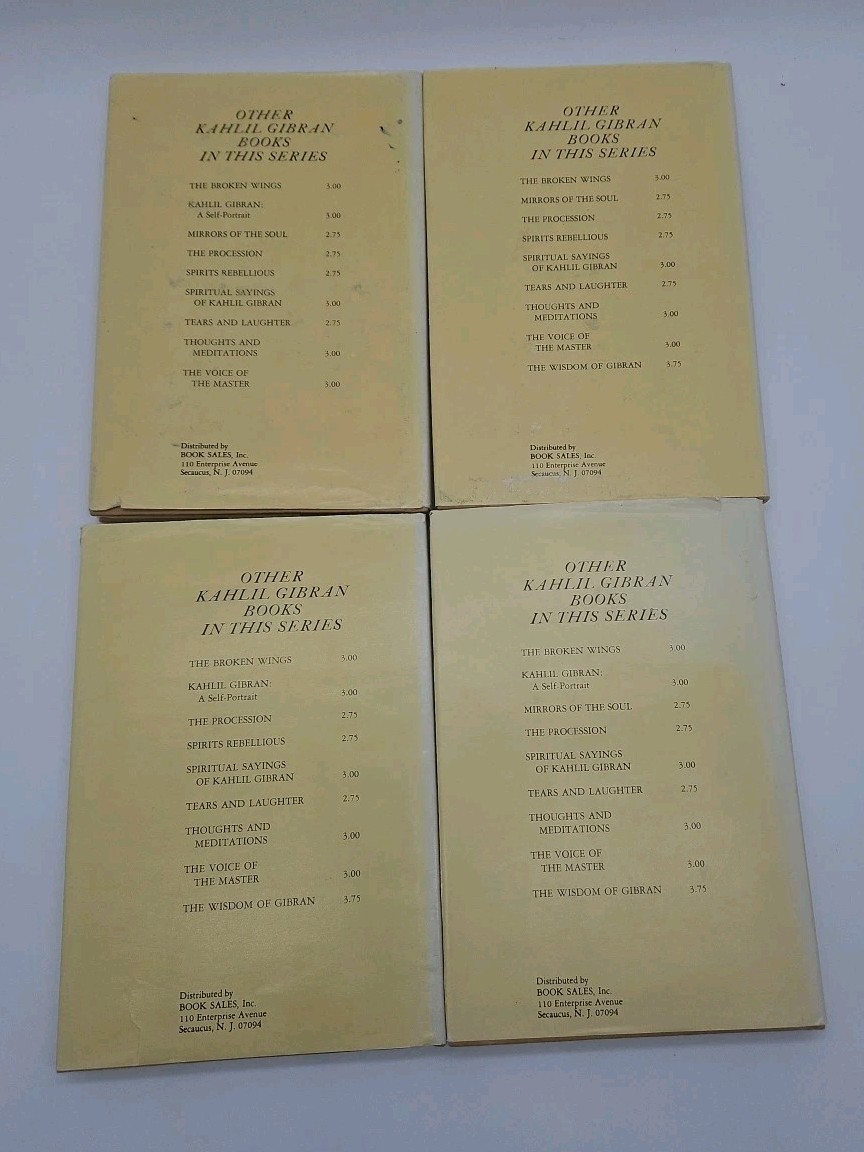 OTHER
KAHLIL GIBRAN
BOOKS
IN THIS SERIES
THE BROKEN WINGS 3.00
KAHLIL GIBRAN:
A Self-Portrait 3.00
MIRRORS OF THE SOUL 2.75
THE PROCESSION 2.75
SPIRITS REBELLIOUS 2.75
SPIRITUAL SAYINGS
OF KAHLIL GIBRAN 3.00
TEARS AND LAUGHTER 2.75
THOUGHTS AND
MEDITATIONS 3.00
THE VOICE OF
THE MASTER 3.00
Distributed by
BOOK SALES, Inc.
110 Enterprise Avenue
Secaucus, N. J. 07094
OTHER
KAHLIL GIBRAN
BOOKS
IN THIS SERIES
THE BROKEN WINGS 3.00
MIRRORS OF THE SOUL 2.75
THE PROCESSION 2.75
SPIRITS REBELLIOUS 2.75
SPIRITUAL SAYINGS
OF KAHLIL GIBRAN 3.00
TEARS AND LAUGHTER 2.75
THOUGHTS AND
MEDITATIONS 3.00
THE VOICE OF
THE MASTER 3.00
THE WISDOM OF GIBRAN 3.75
Distributed by
BOOK SALES, Inc.
110 Enterprise Avenue
Secaucus, N. J. 07094
OTHER
KAHLIL GIBRAN
BOOKS
IN THIS SERIES
THE BROKEN WINGS 3.00
KAHLIL GIBRAN:
A Self-Portrait 3.00
THE PROCESSION 2.75
SPIRITS REBELLIOUS 2.75
SPIRITUAL SAYINGS
OF KAHLIL GIBRAN 3.00
TEARS AND LAUGHTER 2.75
THOUGHTS AND
MEDITATIONS 3.00
THE VOICE OF
THE MASTER 3.00
THE WISDOM OF GIBRAN 3.75
Distributed by
BOOK SALES, Inc.
110 Enterprise Avenue
Secaucus, N. J. 07094
OTHER
KAHLIL GIBRAN
BOOKS
IN THIS SERIES
THE BROKEN WINGS 3.00
KAHLIL GIBRAN:
A Self-Portrait 3.00
MIRRORS OF THE SOUL 2.75
THE PROCESSION 2.75
SPIRITUAL SAYINGS
OF KAHLIL GIBRAN 3.00
TEARS AND LAUGHTER 2.75
THOUGHTS AND
MEDITATIONS 3.00
THE VOICE OF
THE MASTER 3.00
THE WISDOM OF GIBRAN 3.75
Distributed by
BOOK SALES, Inc.
110 Enterprise Avenue
Secaucus, N. J. 07094